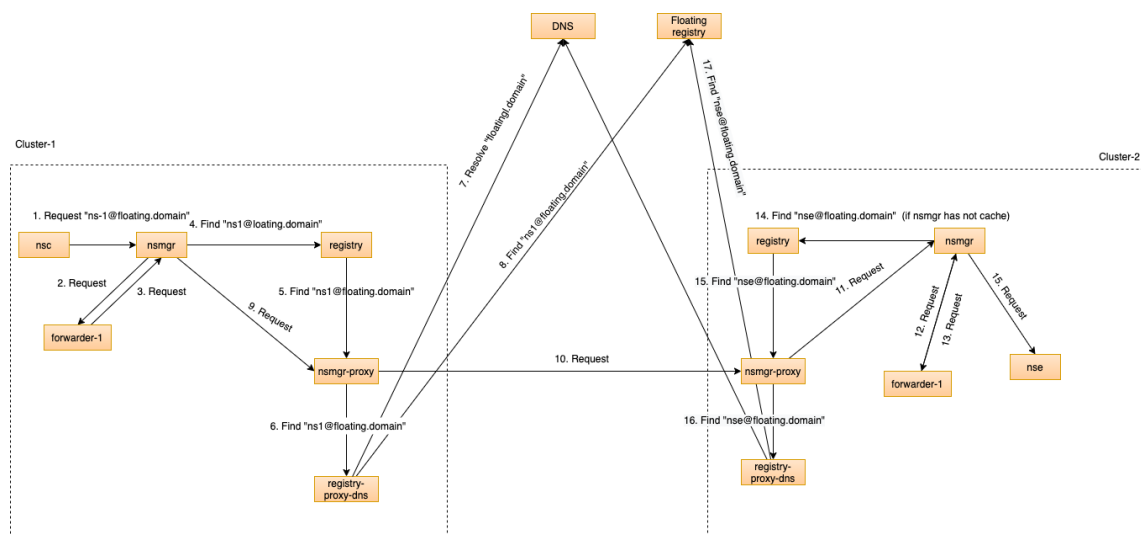 DNS
Floating
registry
Cluster-1
Cluster-2
7. Resolve "floatingl.domain"
8. Find "ns1@floating.domain"
17. Find "nse@floating.domain"
1. Request "ns-1@floating.domain"
4. Find "ns1@loating.domain"
nsc
nsmgr
registry
2. Request
3. Request
5. Find "ns1@floating.domain"
9. Request
forwarder-1
nsmgr-proxy
10. Request
6. Find "ns1@floating.domain"
registry-
proxy-dns
14. Find "nse@floating.domain"  (if nsmgr has not cache)
registry
nsmgr
15. Find "nse@floating.domain"
11. Request
12. Request
13. Request
15. Request
nsmgr-proxy
forwarder-1
nse
16. Find "nse@floating.domain"
registry-
proxy-dns